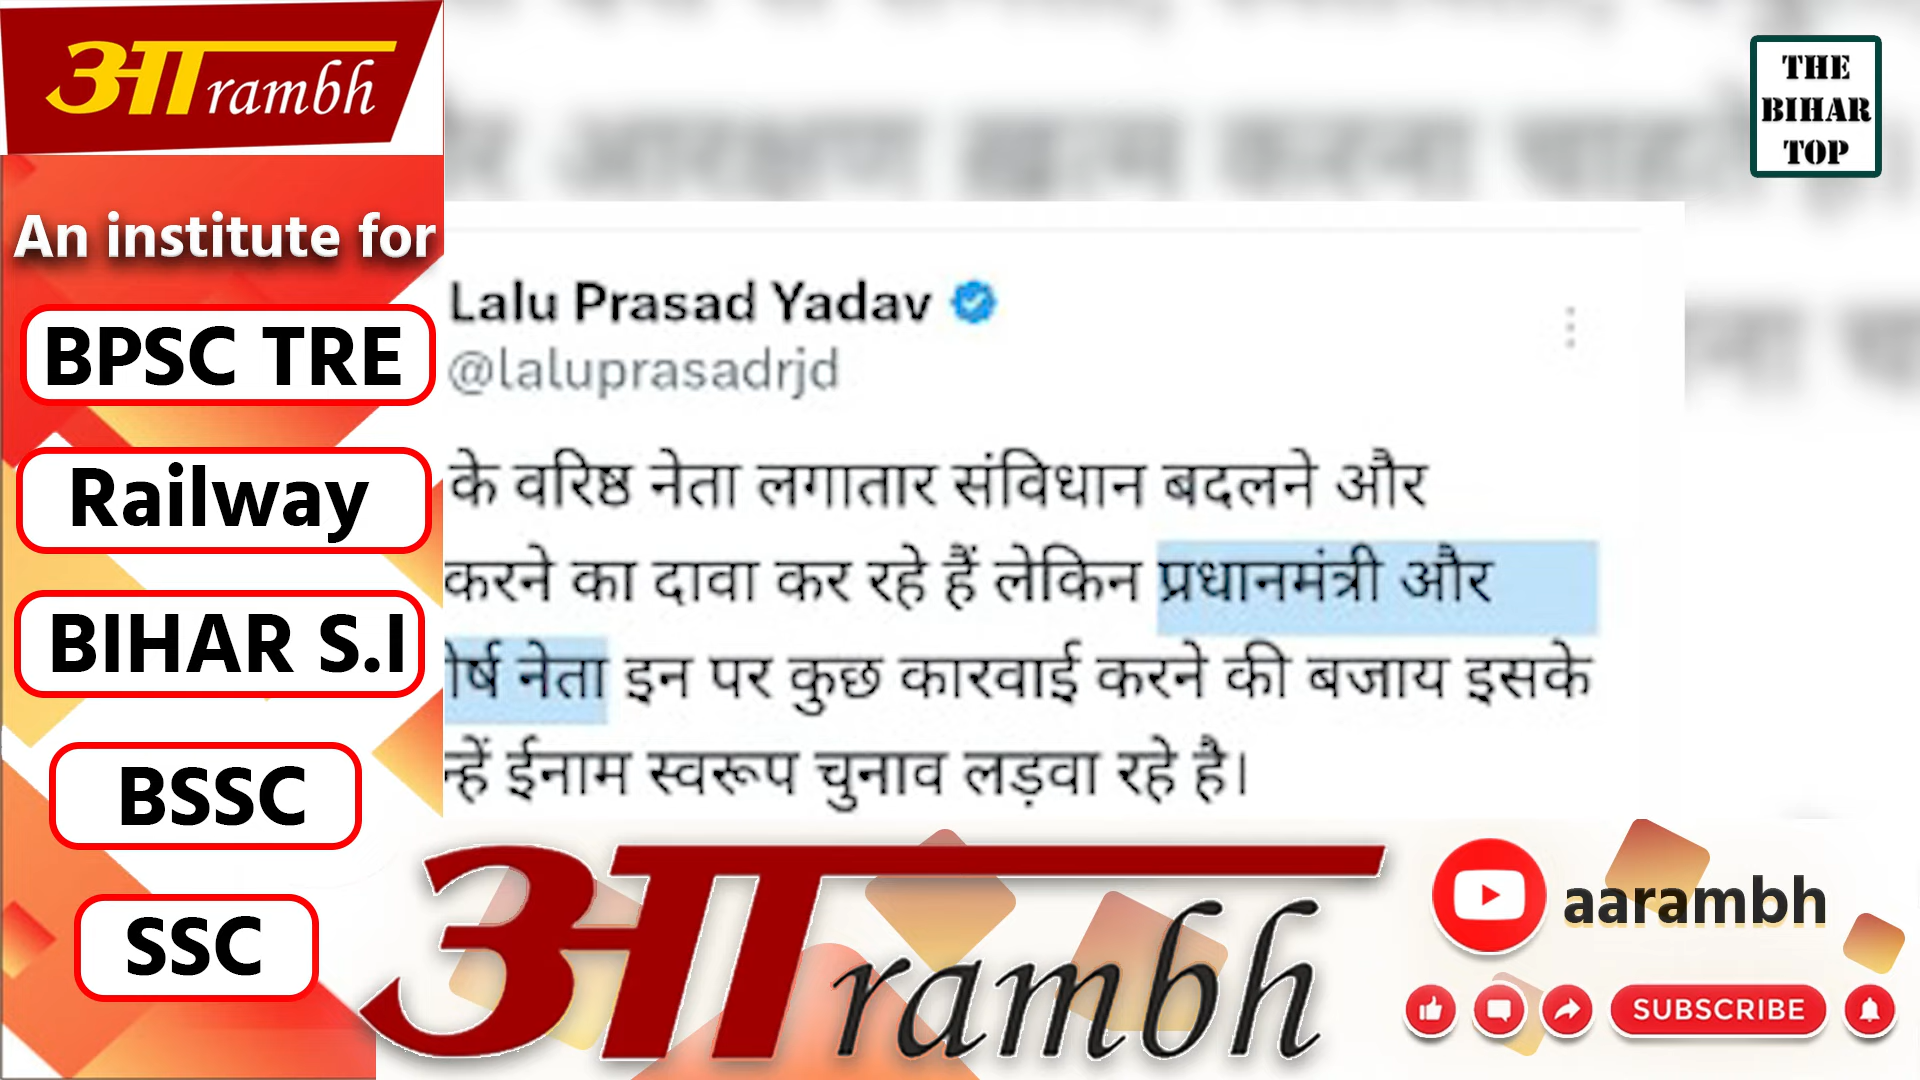 आrambh
An institute for
BPSC TRE
Railway
BIHAR S.I
BSSC
SSC
THE
BIHAR
TOP
Lalu Prasad Yadav
@laluprasadrjd
के वरिष्ठ नेता लगातार संविधान बदलने और
करने का दावा कर रहे हैं लेकिन प्रधानमंत्री और
नेता इन पर कुछ कारवाई करने की बजाय इसके
ईनाम स्वरूप चुनाव लड़वा रहे है।
आrambh
aarambh
SUBSCRIBE